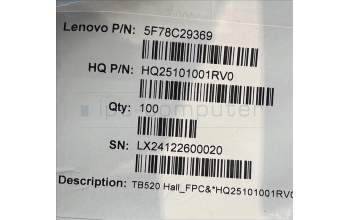 Lenovo P/N: 5F78C29369
HQ P/N: HQ25101001RV0
Qty: 100
SN: LX24122600020
Description: TB520 Hall_FPC&*HQ25101001RV0